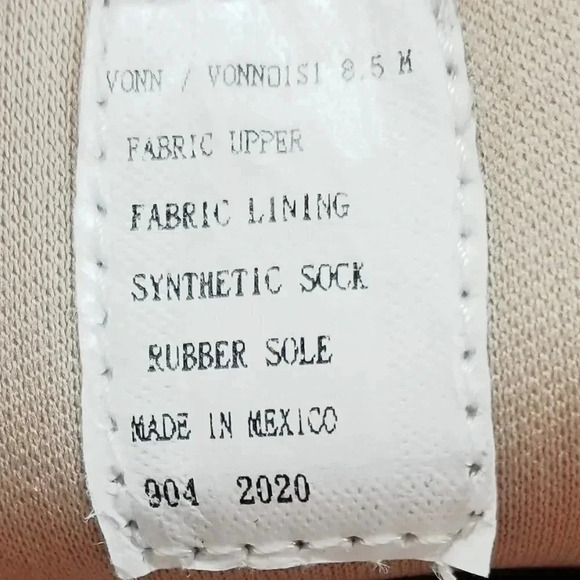 VONN / VONN01S1 8.5 M
FABRIC UPPER
FABRIC LINING
SYNTHETIC SOCK
RUBBER SOLE
MADE IN MEXICO
904 2020